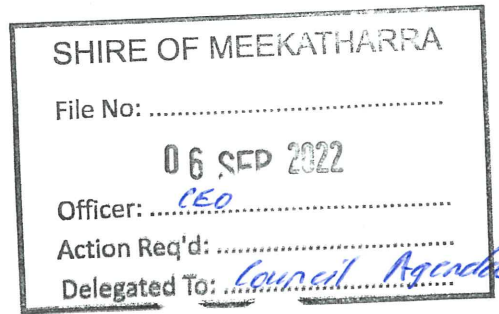 SHIRE OF MEEKATHARRA
File No: ..........................................
06 SEP 2022
Officer: ... CEO ..........................................
Action Req'd: ..................................
Delegated To: Council Agenda